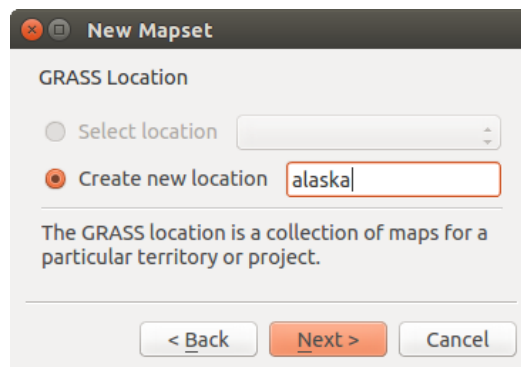 New Mapset
GRASS Location
Select location
Create new location alaska
The GRASS location is a collection of maps for a
particular territory or project.
< Back Next > Cancel